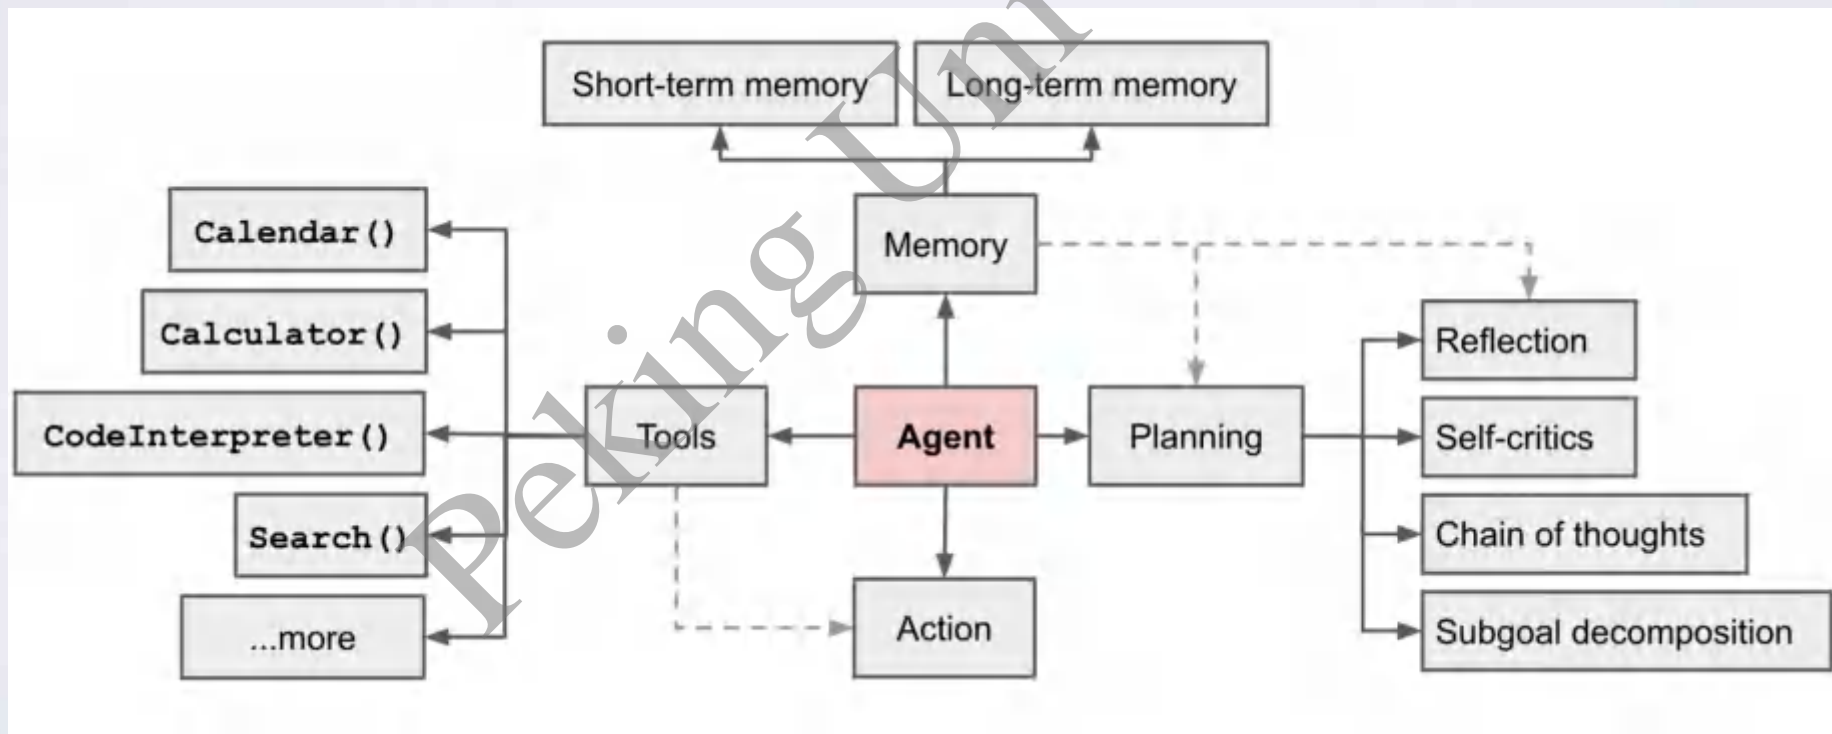 Short-term memory
Long-term memory
Calendar()
Memory
Calculator()
Reflection
CodeInterpreter()
Tools
Agent
Planning
Self-critics
Search()
Chain of thoughts
...more
Action
Subgoal decomposition
Peking Uni